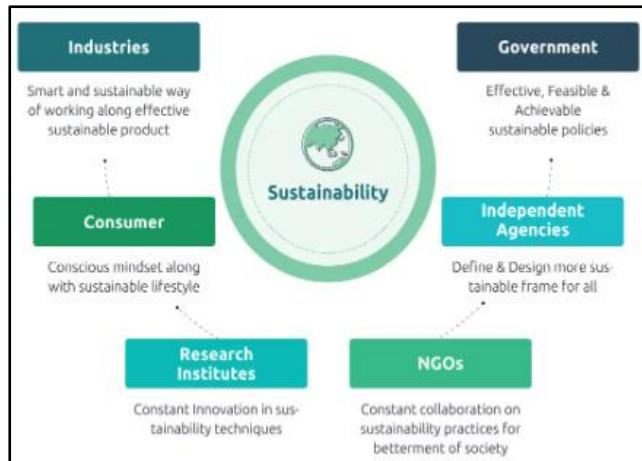 Industries
Smart and sustainable way
of working along effective
sustainable product
Government
Effective, Feasible &
Achievable
sustainable policies
Sustainability
Consumer
Conscious mindset along
with sustainable lifestyle
Independent
Agencies
Define & Design more sus-
tainable frame for all
Research
Institutes
Constant Innovation in sus-
tainability techniques
NGOs
Constant collaboration on
sustainability practices for
betterment of society